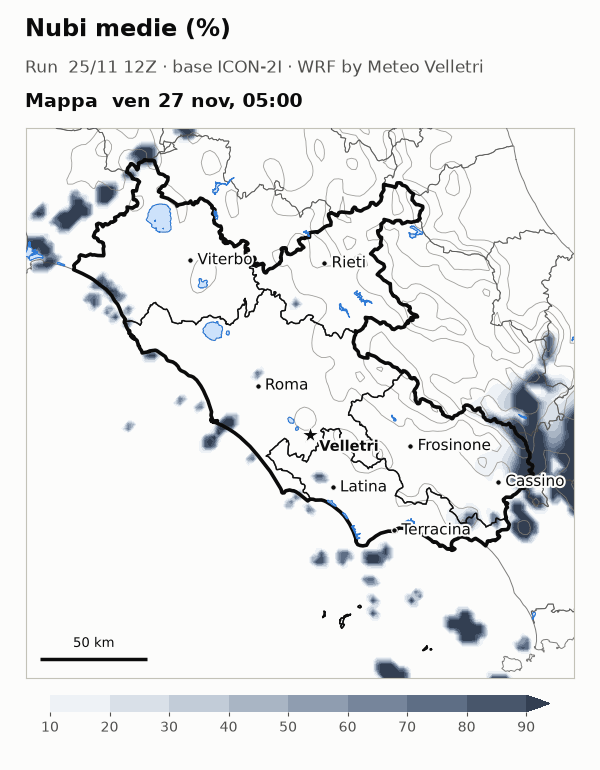 Nubi medie (%)
Run  25/11 12Z · base ICON-2I · WRF by Meteo Velletri
Mappa  ven 27 nov, 05:00
Viterbo
Rieti
Roma
Velletri
Frosinone
Cassino
Latina
Terracina
50 km
10 20 30 40 50 60 70 80 90